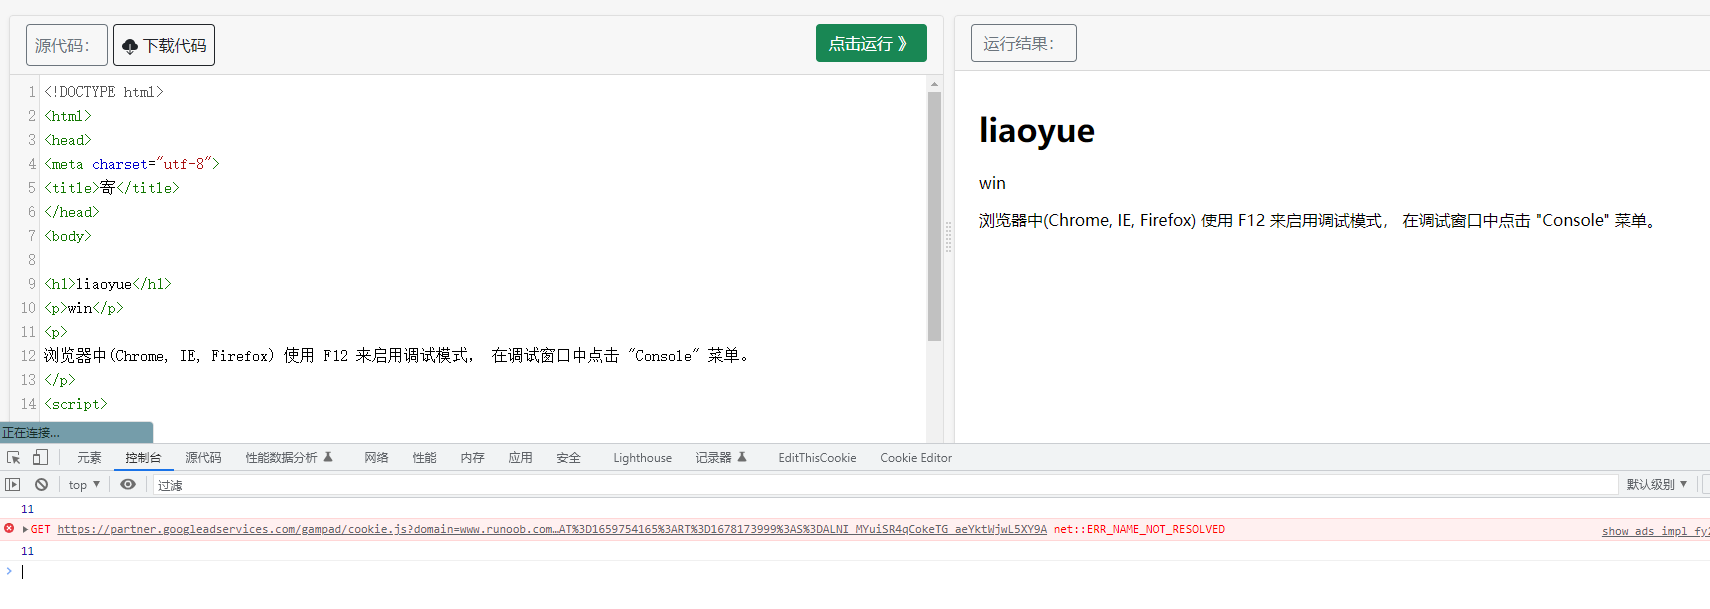 源代码：
下载代码
点击运行 》
运行结果：
1 <!DOCTYPE html>
2 <html>
3 <head>
4 <meta charset="utf-8">
5 <title>寄</title>
6 </head>
7 <body>
8
9 <h1>liaoyue</h1>
10 <p>win</p>
11 <p>
12 浏览器中(Chrome, IE, Firefox) 使用 F12 来启用调试模式， 在调试窗口中点击 "Console" 菜单。
13 </p>
14 <script>
liaoyue
win
浏览器中(Chrome, IE, Firefox) 使用 F12 来启用调试模式， 在调试窗口中点击 "Console" 菜单。
正在连接...
元素 控制台 源代码 性能数据分析 网络 性能 内存 应用 安全 Lighthouse 记录器 EditThisCookie Cookie Editor
top ▼ 过滤 默认级别 ▼
11
GET https://partner.googleadservices.com/gampad/cookie.js?domain=www.runoob.com…AT%3D1659754165%3ART%3D1678173999%3AS%3DALNI_MYuiSR4qCokeTG_aeYktWjwL5XY9A net::ERR_NAME_NOT_RESOLVED show_ads_impl_fy2
11